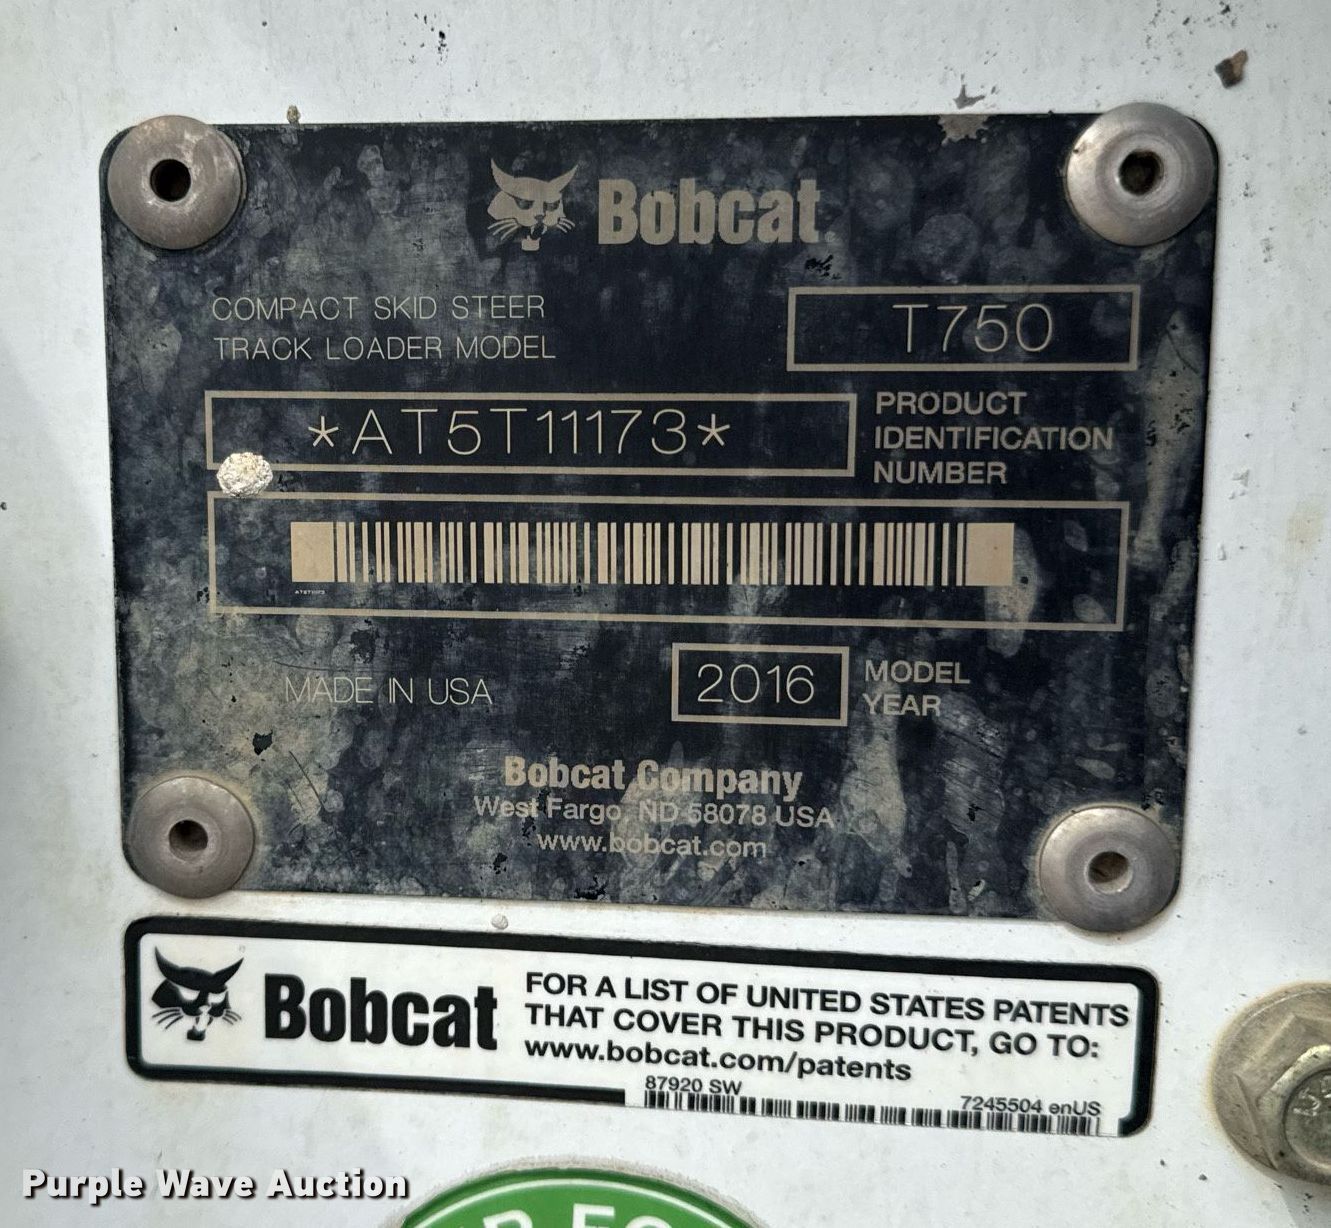 Bobcat
COMPACT SKID STEER
TRACK LOADER MODEL
T750
*AT5T11173*
PRODUCT
IDENTIFICATION
NUMBER
AT5T11173
MADE IN USA
2016
MODEL
YEAR
Bobcat Company
West Fargo, ND 58078 USA
www.bobcat.com
Bobcat
FOR A LIST OF UNITED STATES PATENTS
THAT COVER THIS PRODUCT, GO TO:
www.bobcat.com/patents
87920 SW
7245504 enUS
Purple Wave Auction